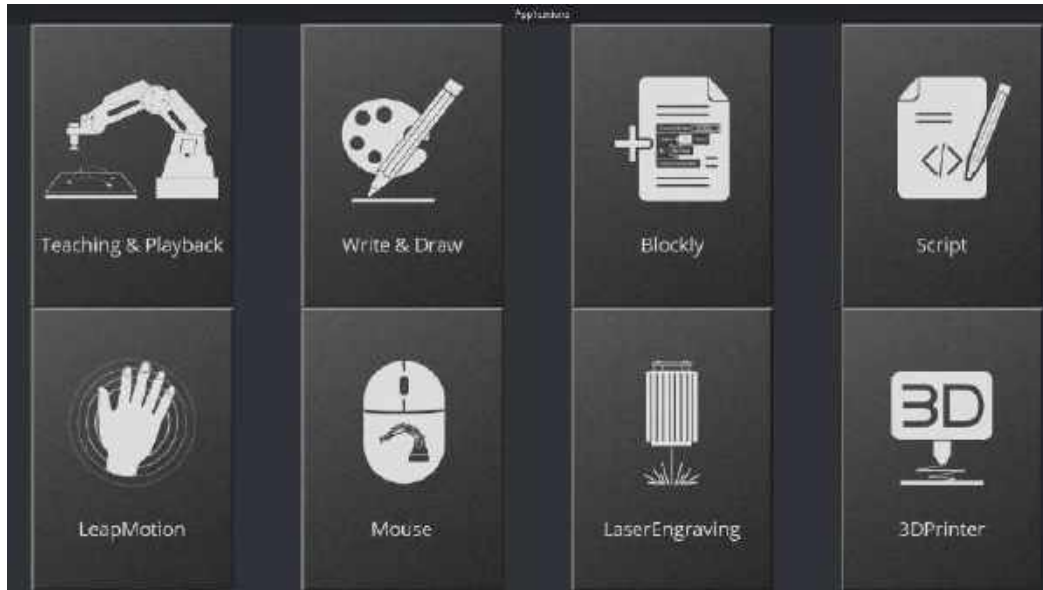 Applications
Teaching & Playback
Write & Draw
Blockly
Script
3D
LeapMotion
Mouse
LaserEngraving
3DPrinter